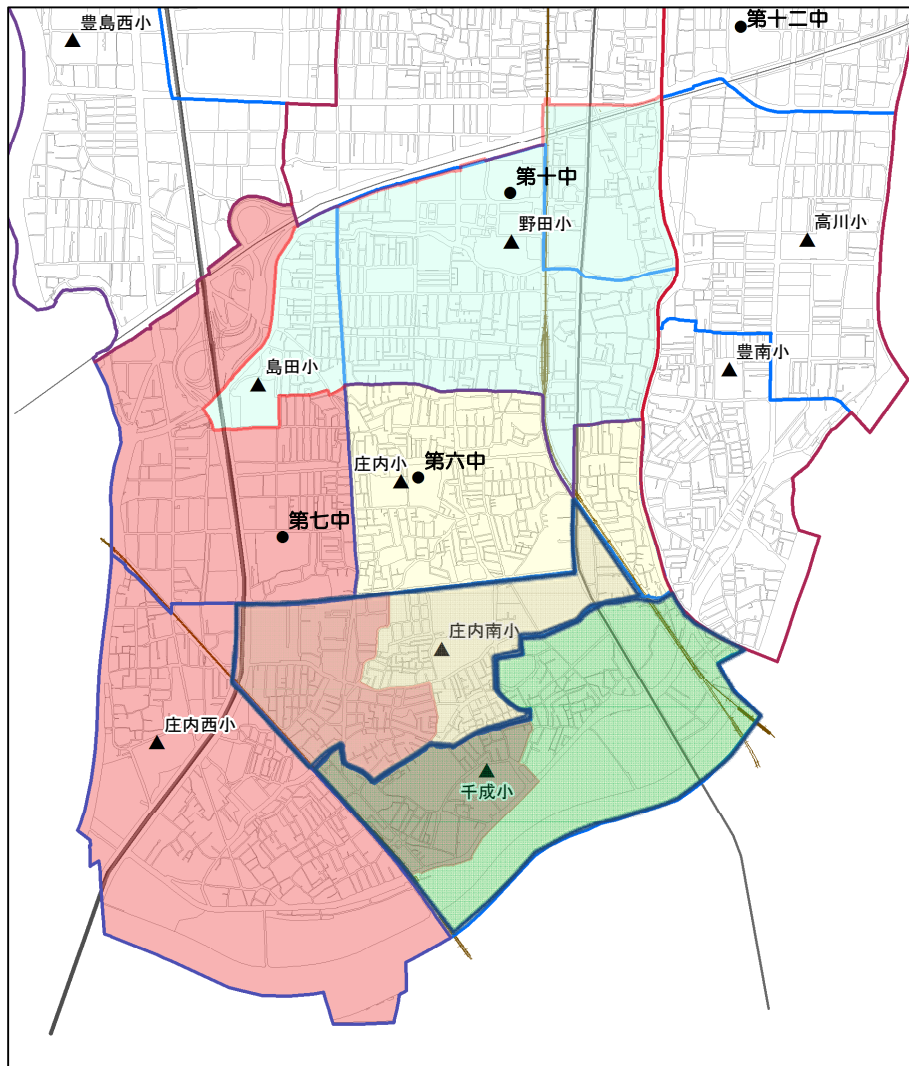 第十二中
豊島西小
第十中
野田小
高川小
豊南小
島田小
庄内小
第六中
第七中
庄内南小
庄内西小
千成小